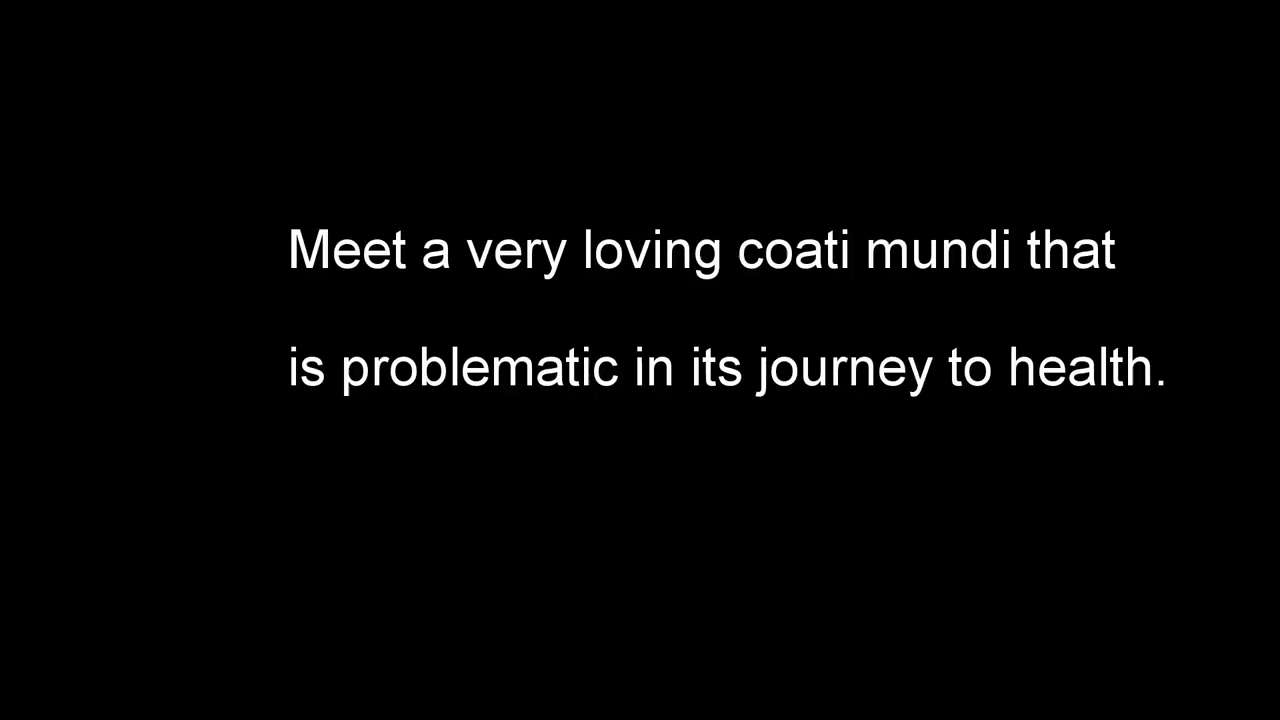 Meet a very loving coati mundi that
is problematic in its journey to health.